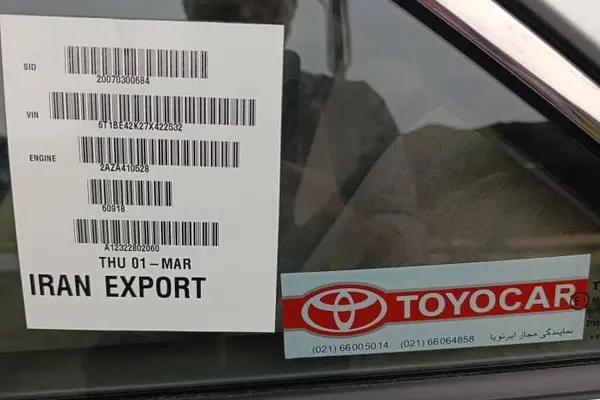 SID
20070300684
VIN
6T1BE42K27X422532
ENGINE
2AZA410528
60918
A12322802060
THU 01-MAR
IRAN EXPORT
TOYOCAR
(021) 66005014 (021) 66064858 نمایندگی مجاز ایرتویا